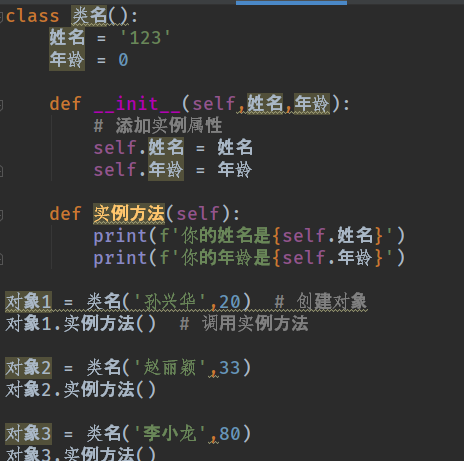 class 类名():
    姓名 = '123'
    年龄 = 0

    def __init__(self,姓名,年龄):
        # 添加实例属性
        self.姓名 = 姓名
        self.年龄 = 年龄

    def 实例方法(self):
        print(f'你的姓名是{self.姓名}')
        print(f'你的年龄是{self.年龄}')

对象1 = 类名('孙兴华',20)  # 创建对象
对象1.实例方法()  # 调用实例方法

对象2 = 类名('赵丽颖',33)
对象2.实例方法()

对象3 = 类名('李小龙',80)
对象3.实例方法()